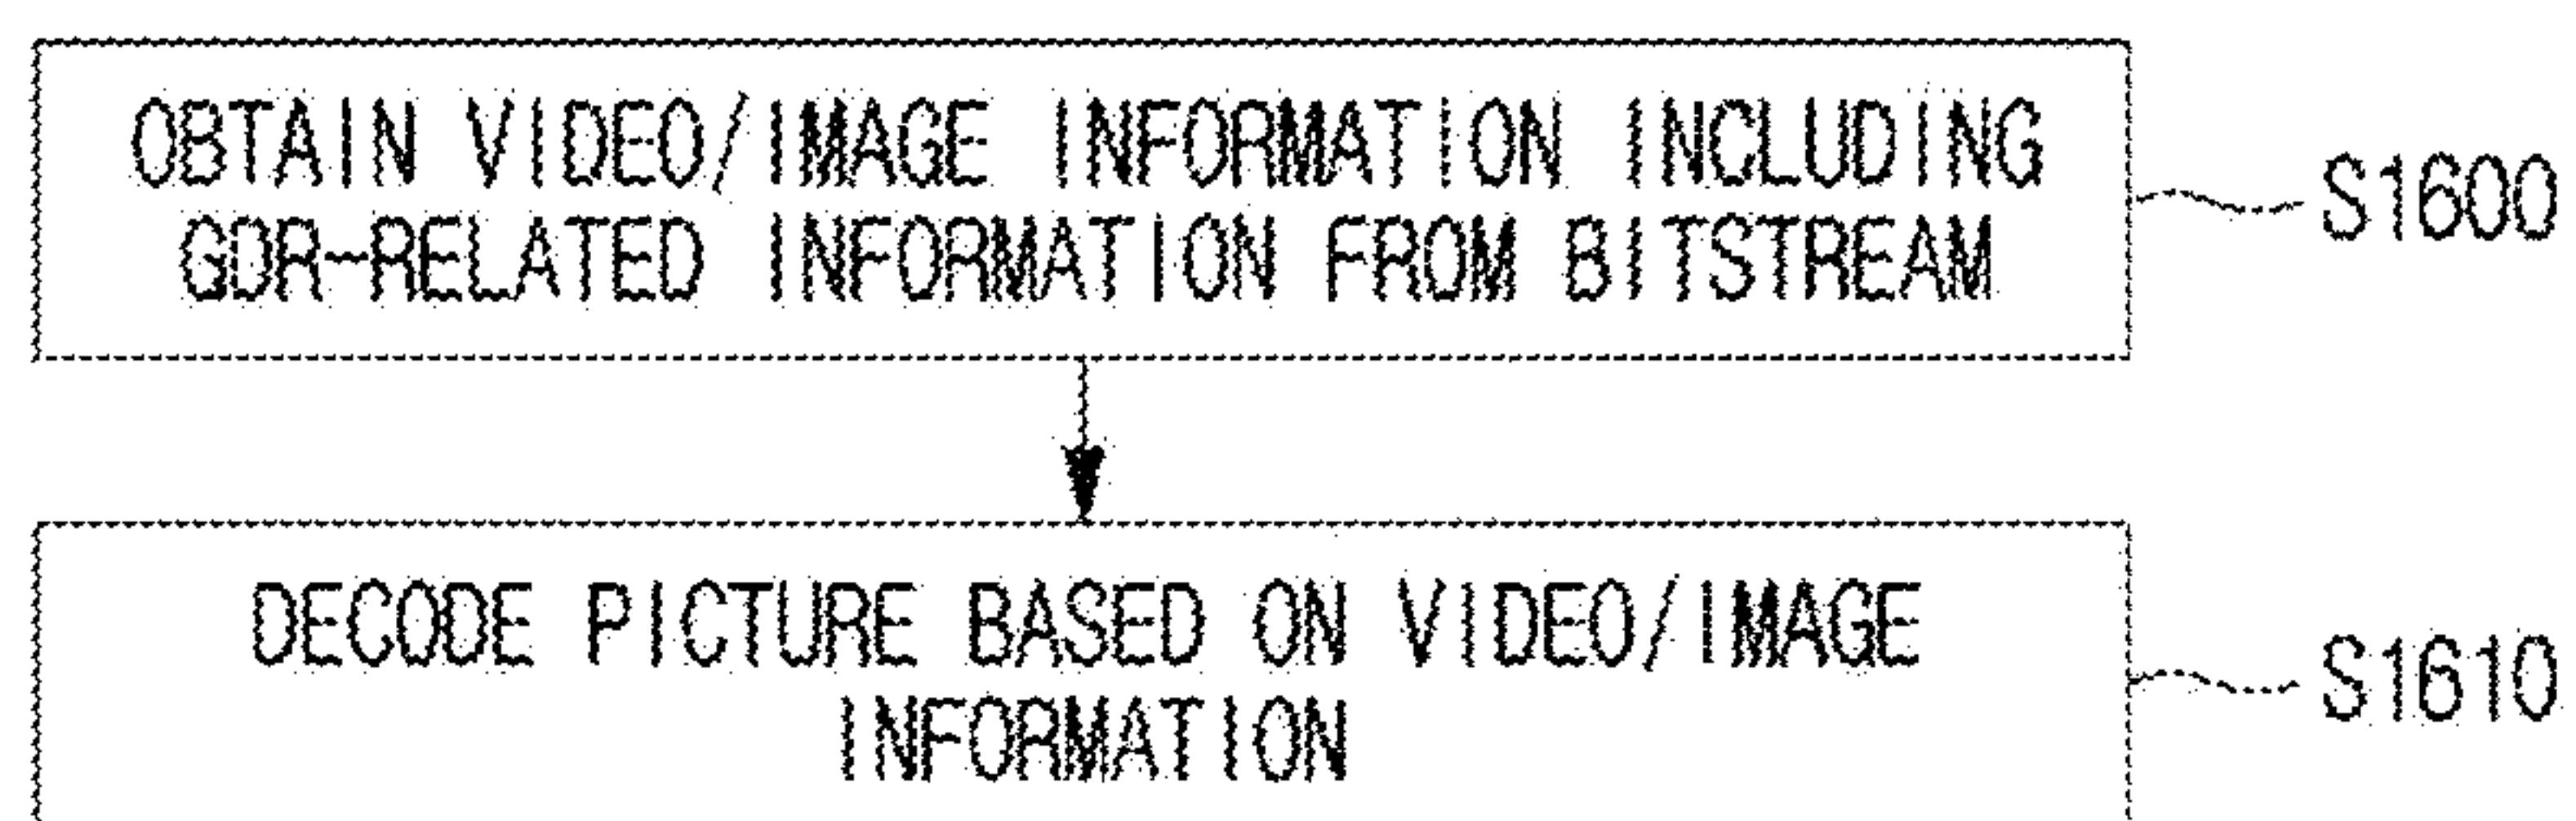 OBTAIN VIDEO/IMAGE INFORMATION INCLUDING
GDR-RELATED INFORMATION FROM BITSTREAM
S1600
DECODE PICTURE BASED ON VIDEO/IMAGE
INFORMATION
S1610